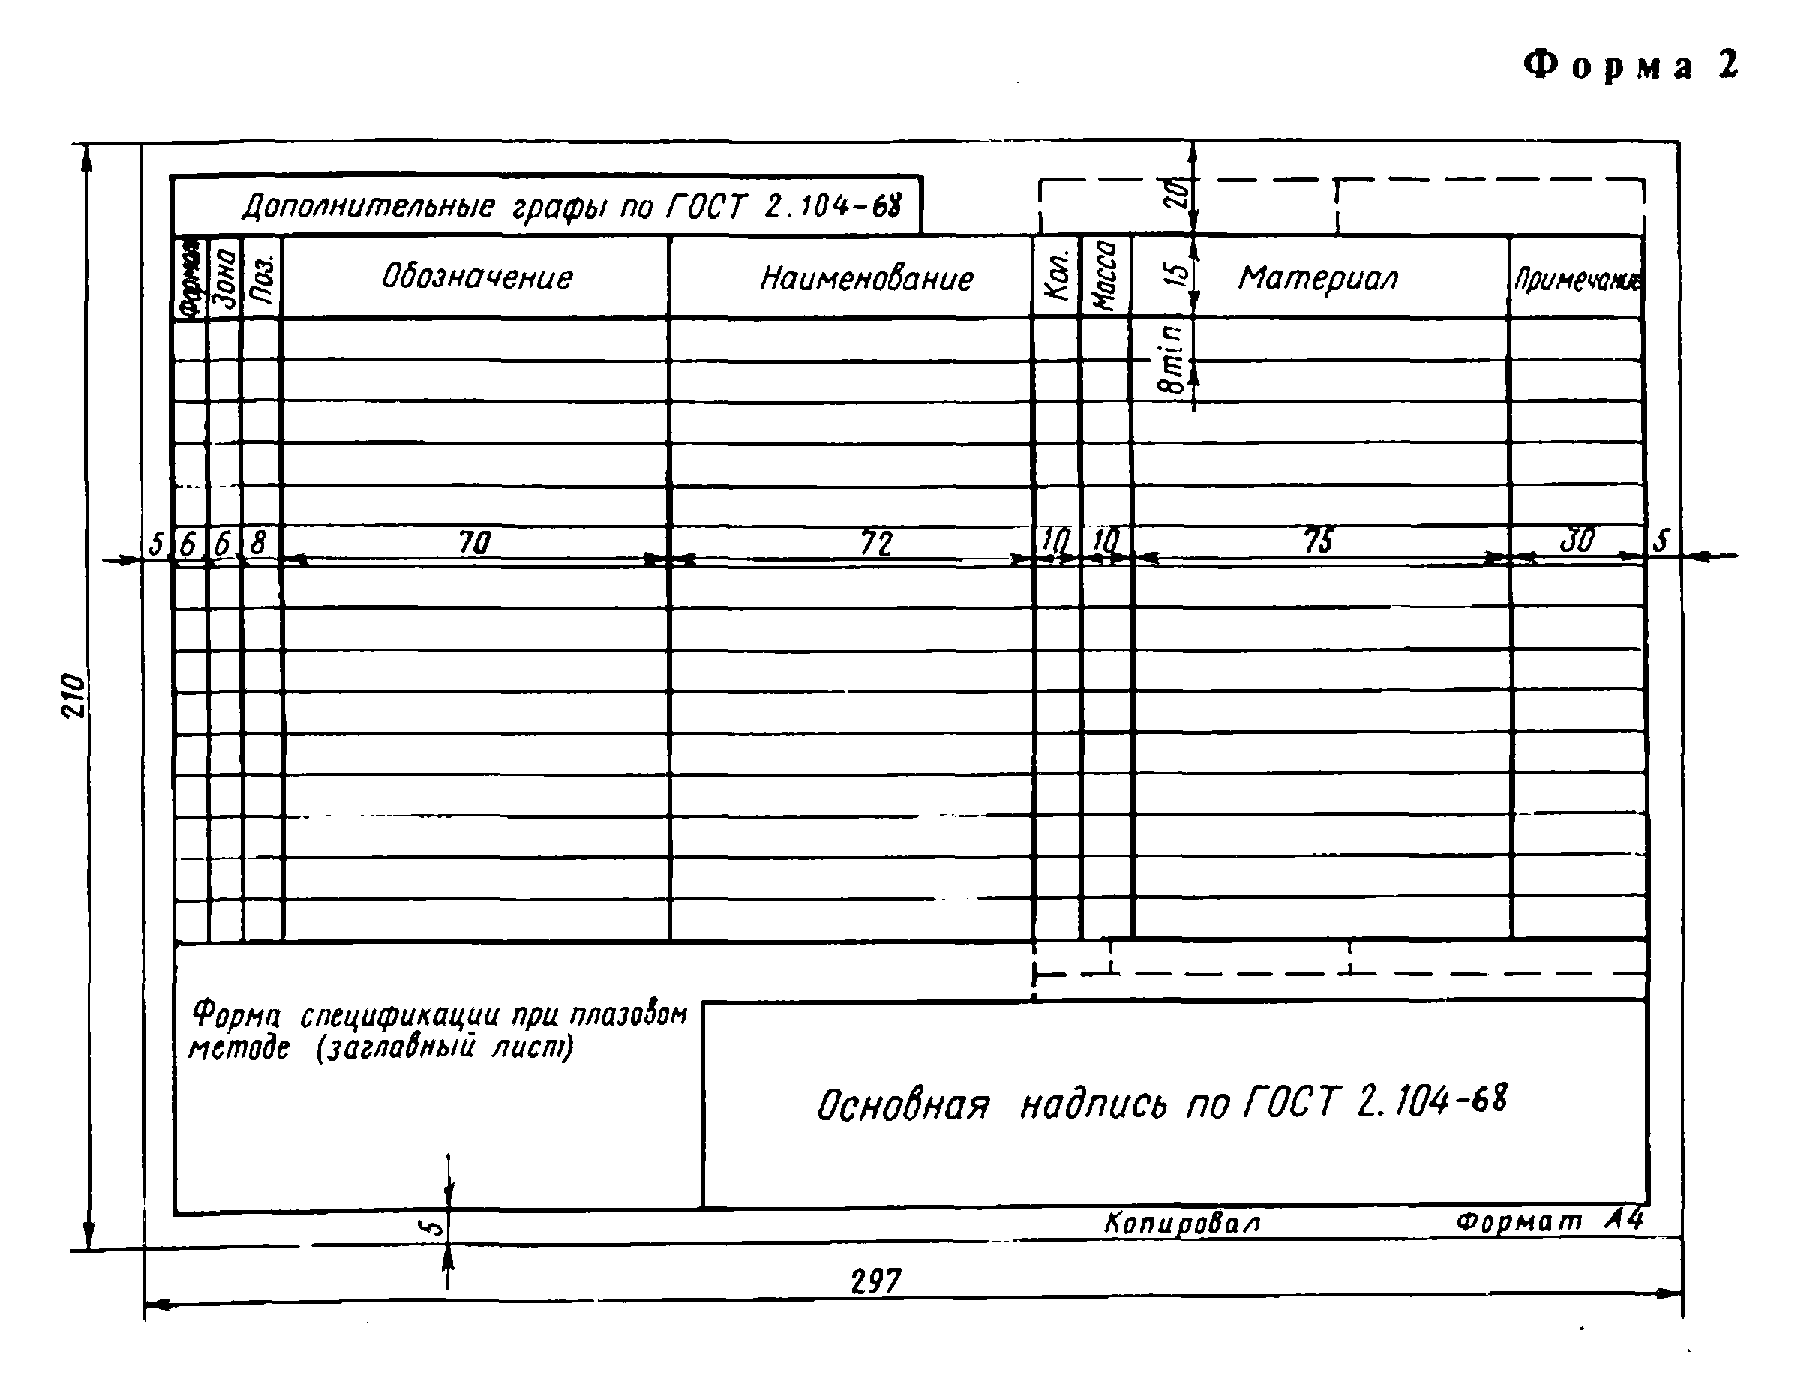 Форма 2
Дополнительные графы по ГОСТ 2.104-68
20
Формат
Зона
Поз.
Обозначение
Наименование
Кол.
Масса
15
Материал
Примечание
8min
5 6 6 8 70 72 10 10 75 30 5
210
Форма спецификации при плазовом
методе (заглавный лист)
Основная надпись по ГОСТ 2.104-68
5
Копировал Формат А4
297